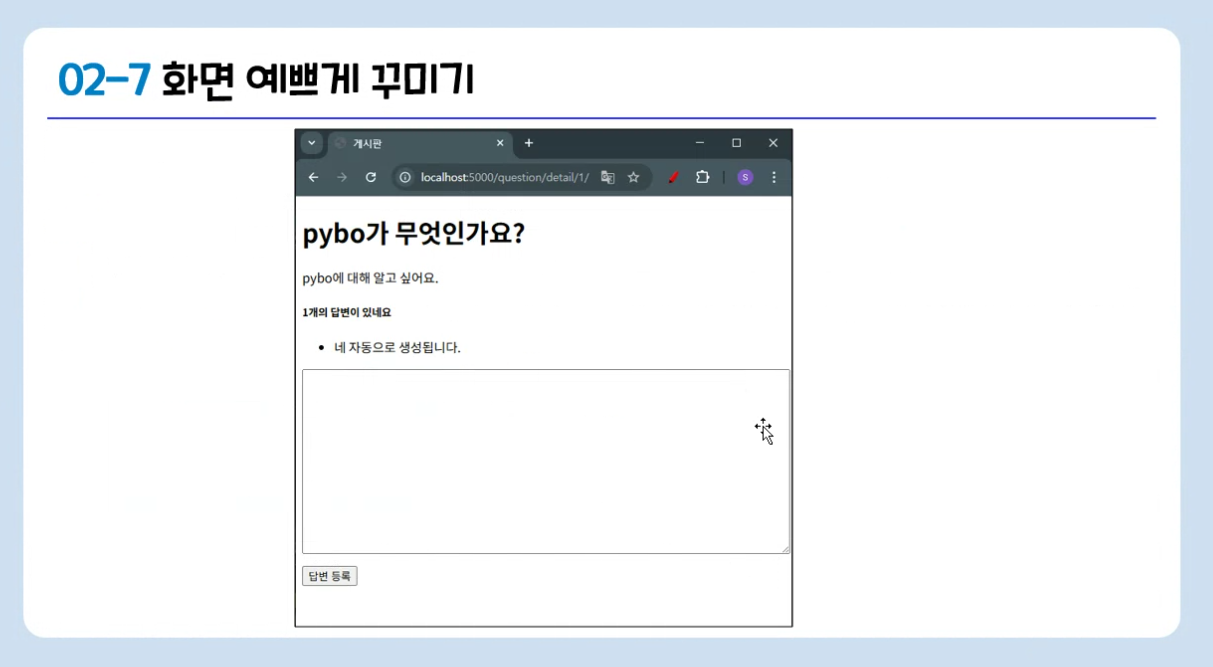 02-7 화면 예쁘게 꾸미기
게시판
localhost:5000/question/detail/1/
S
pybo가 무엇인가요?
pybo에 대해 알고 싶어요.
1개의 답변이 있네요
• 네 자동으로 생성됩니다.
답변 등록